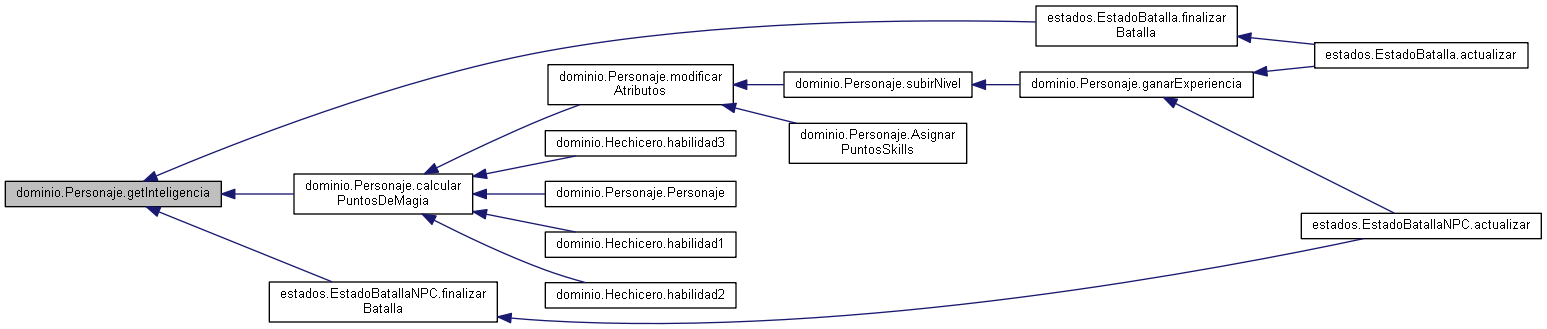 dominio.Personaje.getInteligencia
estados.EstadoBatalla.finalizar
Batalla
estados.EstadoBatalla.actualizar
dominio.Personaje.calcular
PuntosDeMagia
dominio.Personaje.modificar
Atributos
dominio.Personaje.subirNivel
dominio.Personaje.ganarExperiencia
estados.EstadoBatallaNPC.actualizar
dominio.Personaje.Asignar
PuntosSkills
dominio.Hechicero.habilidad3
dominio.Personaje.Personaje
dominio.Hechicero.habilidad1
dominio.Hechicero.habilidad2
estados.EstadoBatallaNPC.finalizar
Batalla